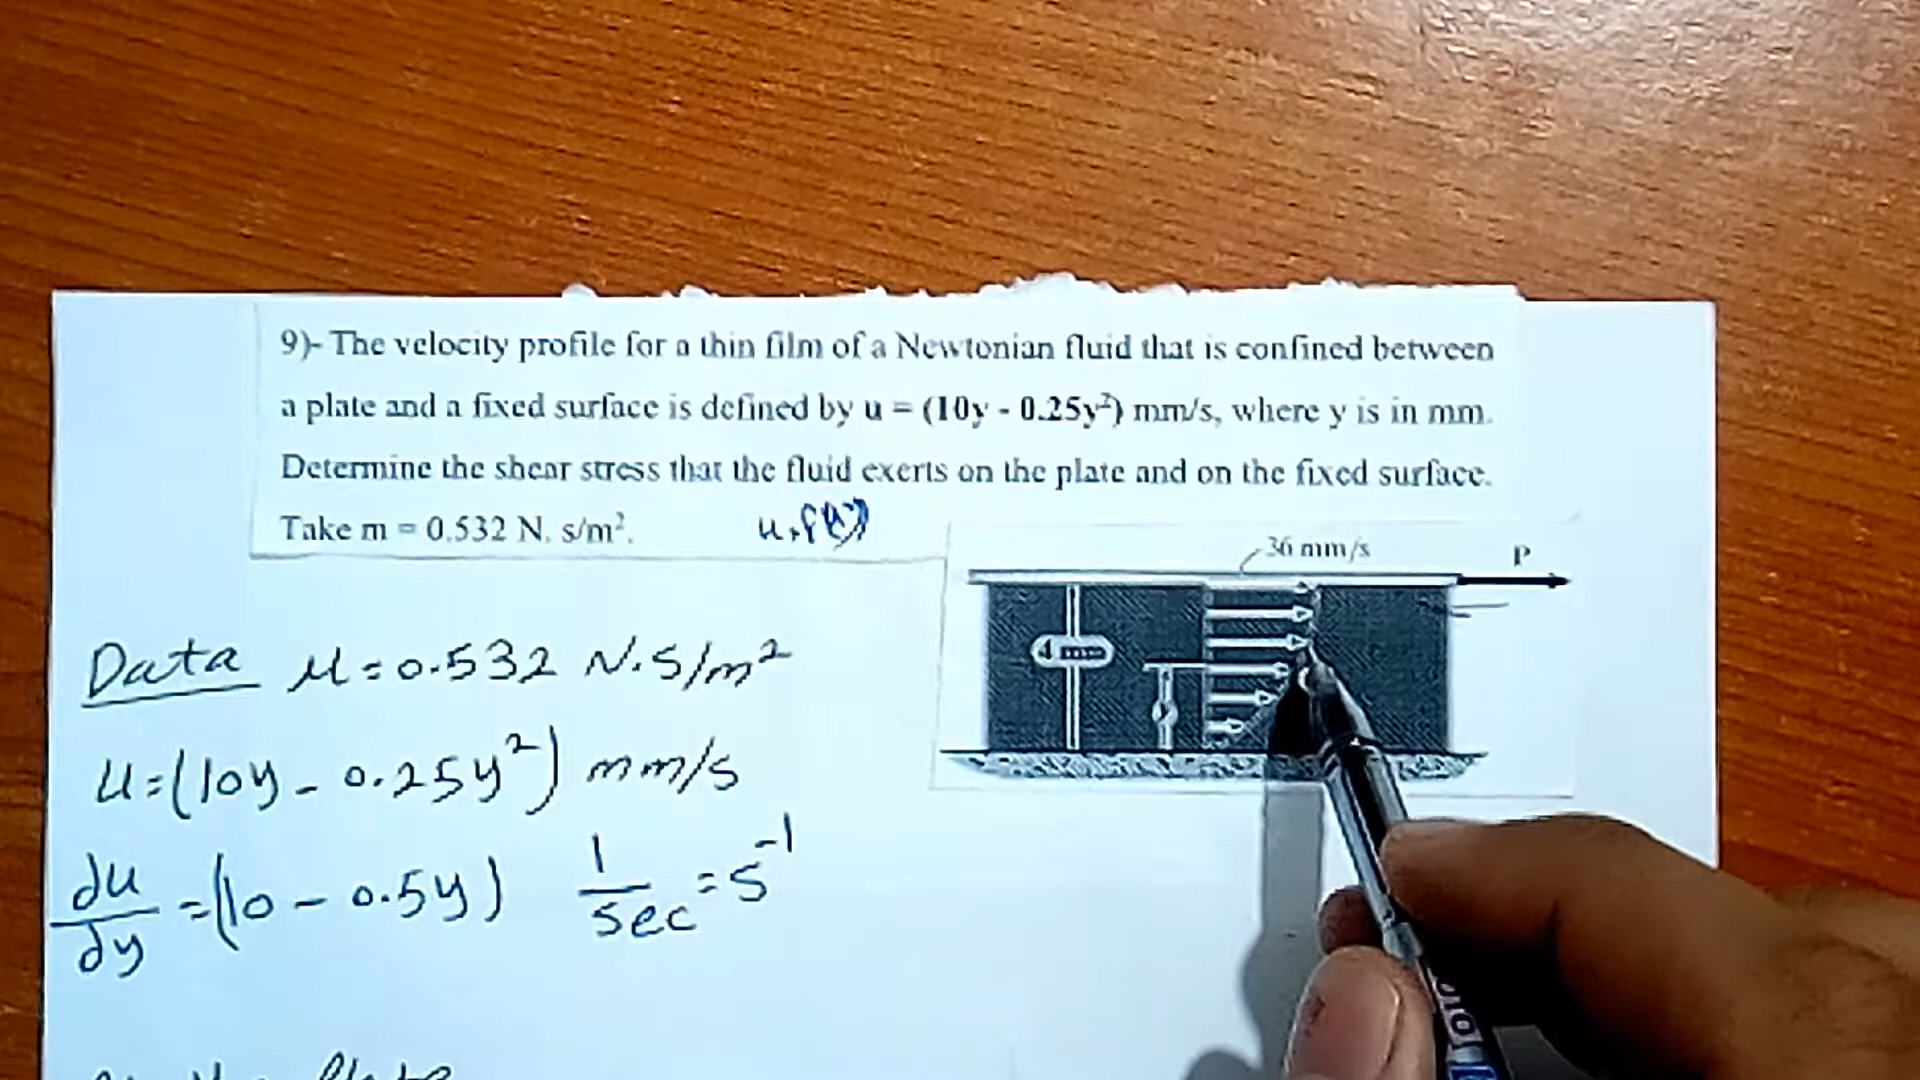 9)- The velocity profile for a thin film of a Newtonian fluid that is confined between
a plate and a fixed surface is defined by u = (10y - 0.25y²) mm/s, where y is in mm.
Determine the shear stress that the fluid exerts on the plate and on the fixed surface.
Take m = 0.532 N. s/m².
36 mm/s
P
4 mm
y
Data μ = 0.532 N.S/m²
u = (10y - 0.25y²) mm/s
du/dy = (10 - 0.5y) 1/sec = s⁻¹
Plate